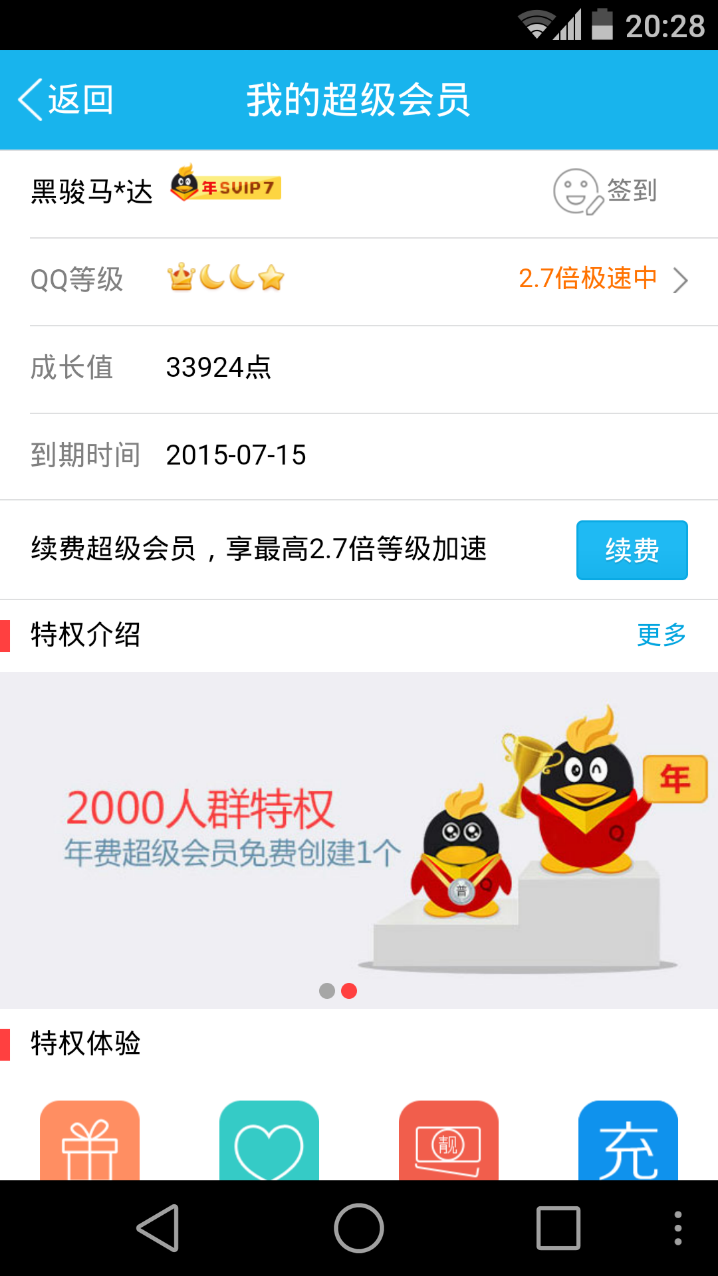 20:28
返回
我的超级会员
黑骏马*达
年SVIP7
签到
QQ等级
2.7倍极速中
成长值 33924点
到期时间 2015-07-15
续费超级会员，享最高2.7倍等级加速
续费
特权介绍
更多
年
2000人群特权
年费超级会员免费创建1个
普
特权体验
靓
充